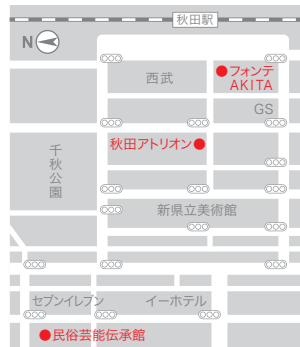 秋田駅
N
フォンテ
AKITA
西武
GS
秋田アトリオン
千秋公園
新県立美術館
セブンイレブン
イーホテル
民俗芸能伝承館